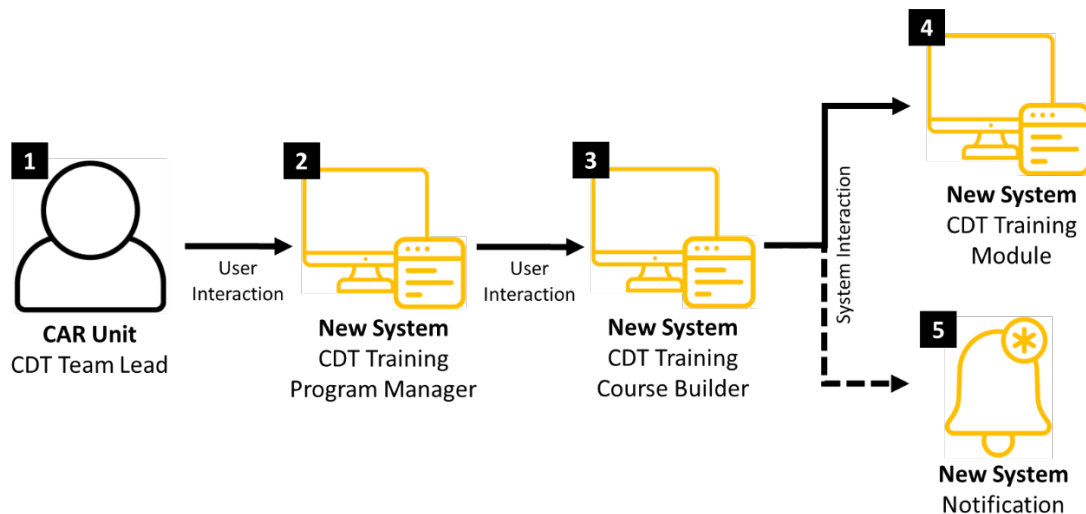 1
CAR Unit
CDT Team Lead
User
Interaction
2
New System
CDT Training
Program Manager
User
Interaction
3
New System
CDT Training
Course Builder
System Interaction
4
New System
CDT Training
Module
5
New System
Notification